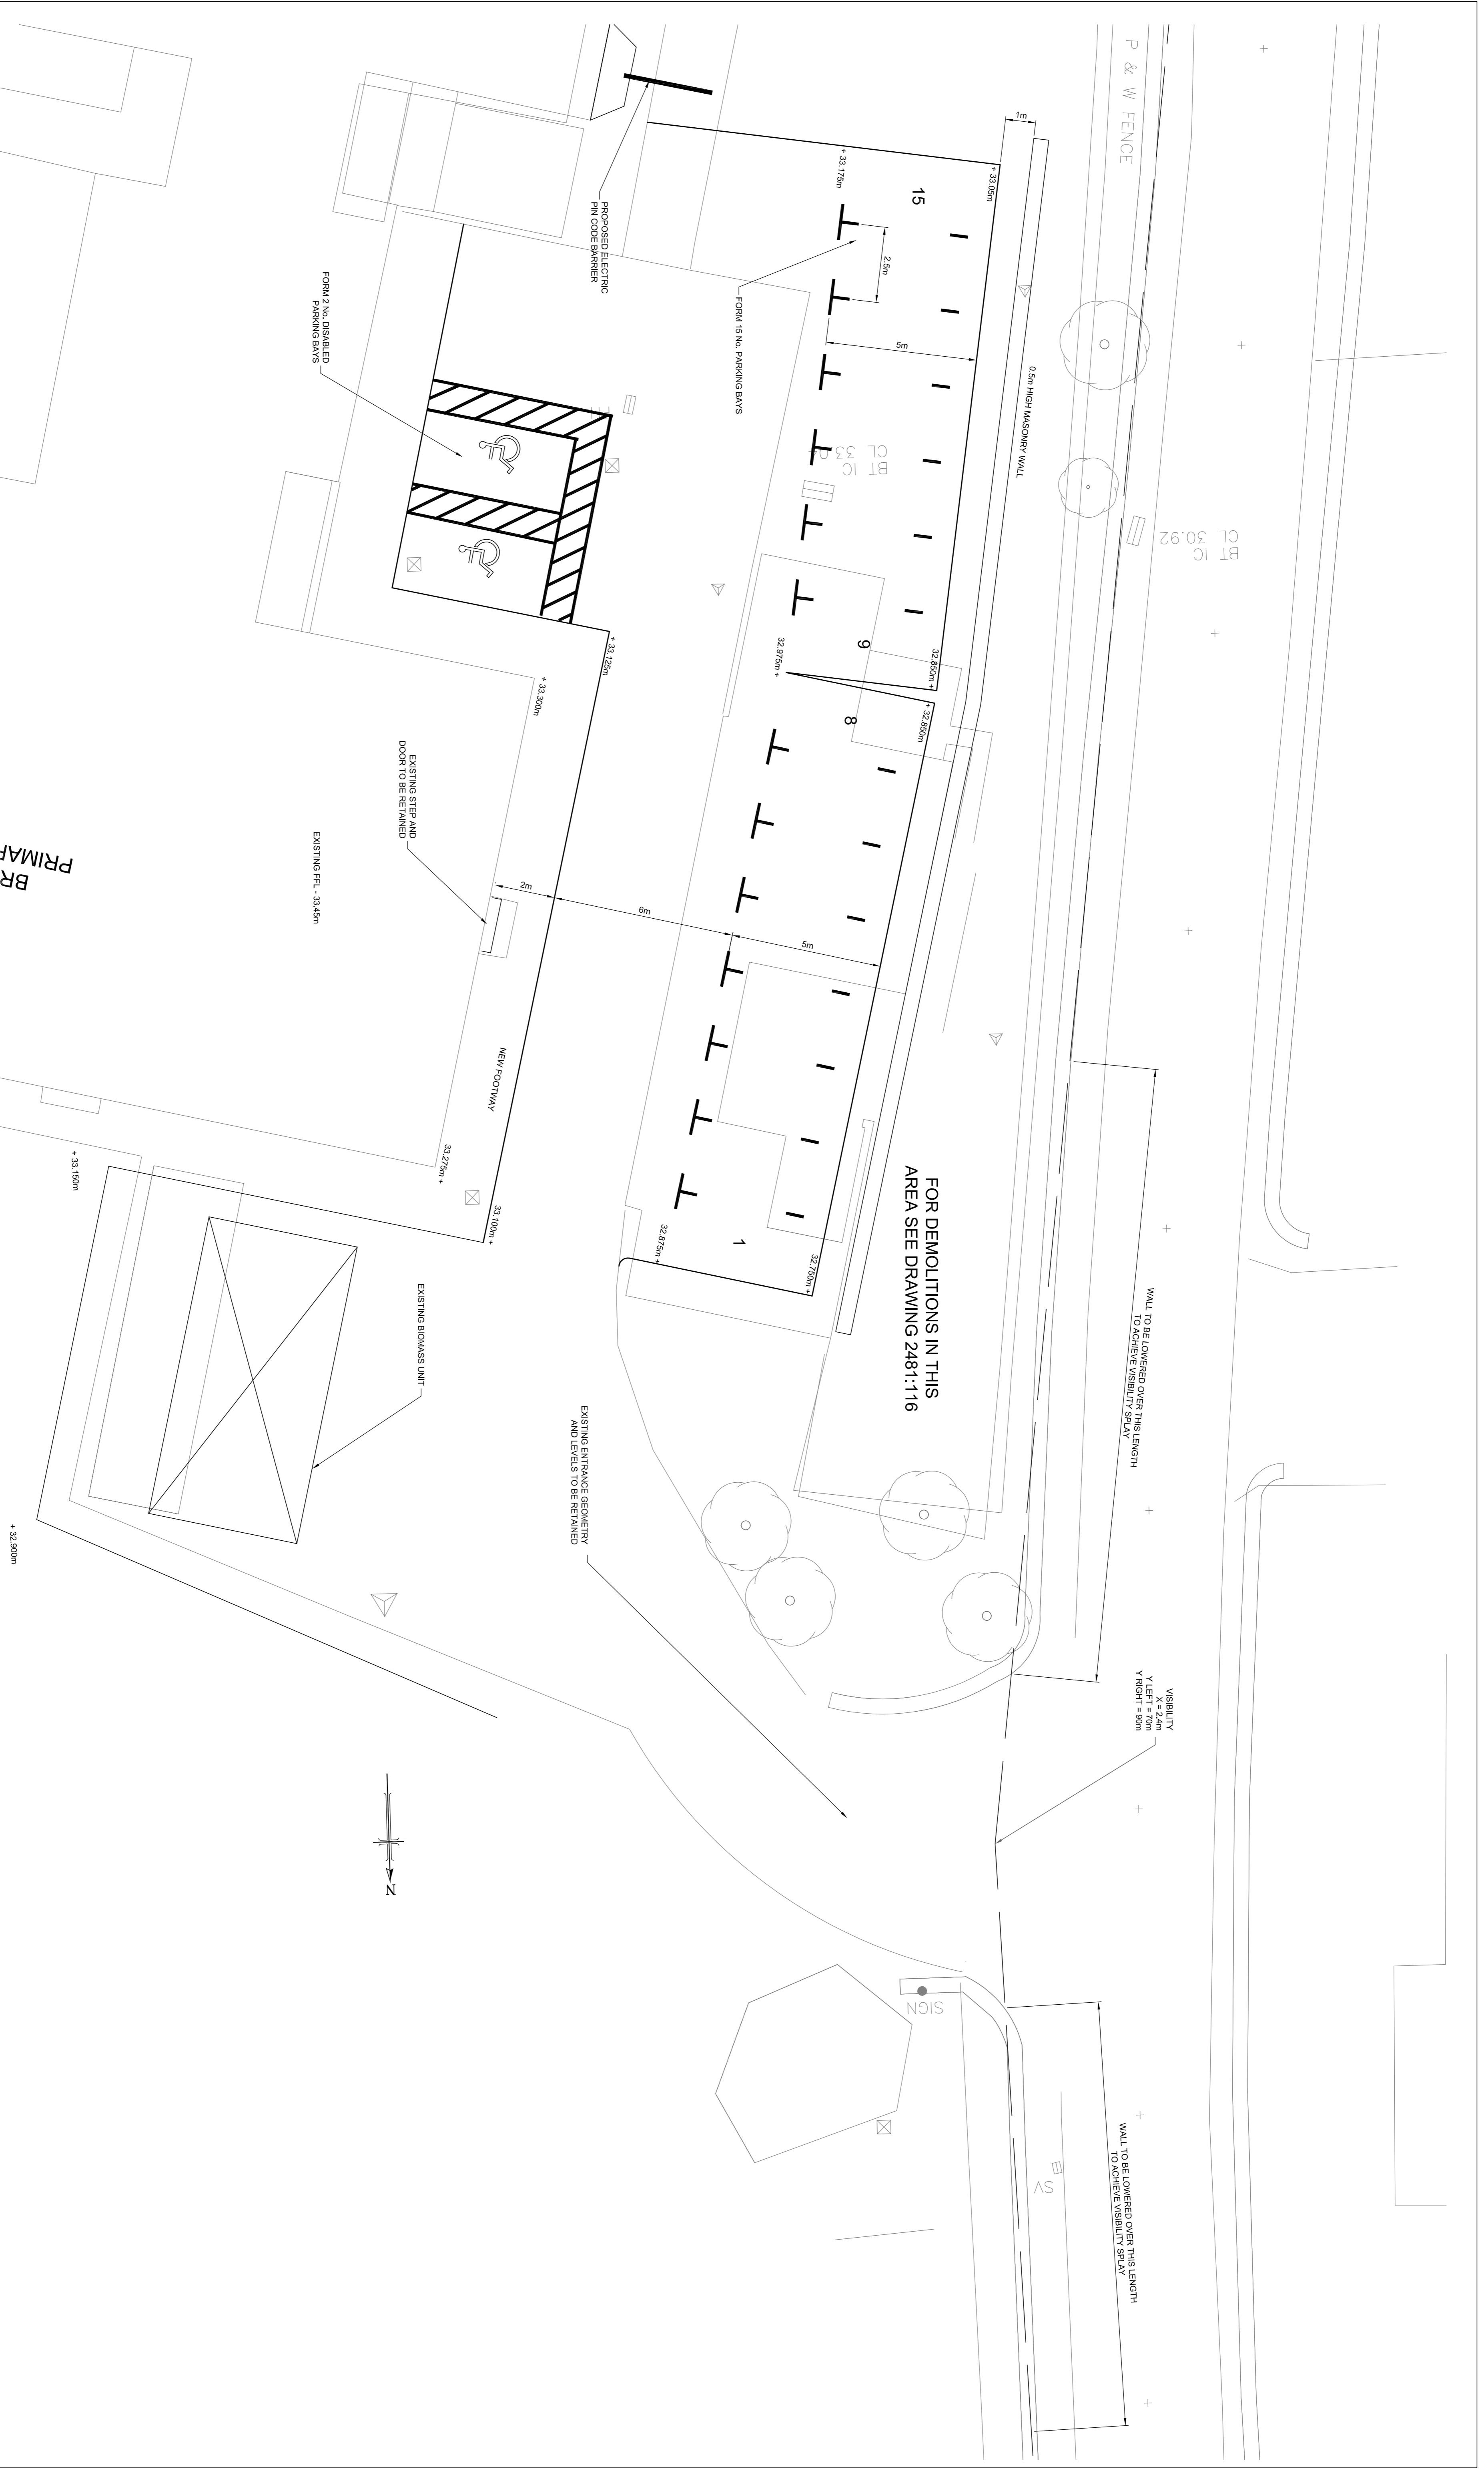 P & W FENCE
1m
+ 33.05m
+ 33.175m
15
2.5m
5m
0.5m HIGH MASONRY WALL
PROPOSED ELECTRIC
PIN CODE BARRIER
FORM 15 No. PARKING BAYS
FORM 2 No. DISABLED
PARKING BAYS
BT IC
BT IC
CL 30.92
9
32.850m +
32.975m +
8
+ 32.850m
+ 33.125m
+ 33.300m
EXISTING STEP AND
DOOR TO BE RETAINED
EXISTING FFL - 33.45m
2m
6m
5m
NEW FOOTWAY
33.275m +
33.100m +
1
32.875m +
32.750m +
+ 33.150m
FOR DEMOLITIONS IN THIS
AREA SEE DRAWING 2481:116
WALL TO BE LOWERED OVER THIS LENGTH
TO ACHIEVE VISIBILITY SPLAY
EXISTING BIOMASS UNIT
EXISTING ENTRANCE GEOMETRY
AND LEVELS TO BE RETAINED
+ 32.900m
VISIBILITY
X = 2.4m
Y LEFT = 70m
Y RIGHT = 90m
N
SIGN
SV
WALL TO BE LOWERED OVER THIS LENGTH
TO ACHIEVE VISIBILITY SPLAY